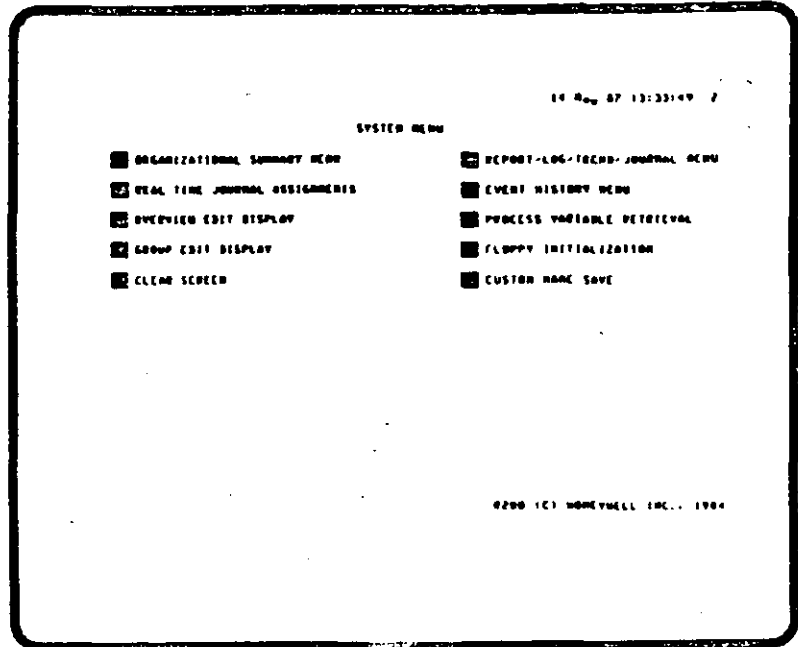 14 Nov 87 13:33:49 2
SYSTEM MENU
ORGANIZATIONAL SUMMARY MENU
REPORT-LOG-TREND-JOURNAL MENU
REAL TIME JOURNAL ASSIGNMENTS
EVENT HISTORY MENU
OVERVIEW EDIT DISPLAY
PROCESS VARIABLE RETRIEVAL
GROUP EDIT DISPLAY
FLOPPY INITIALIZATION
CLEAR SCREEN
CUSTOM NAME SAVE
R200 (C) HONEYWELL INC., 1984